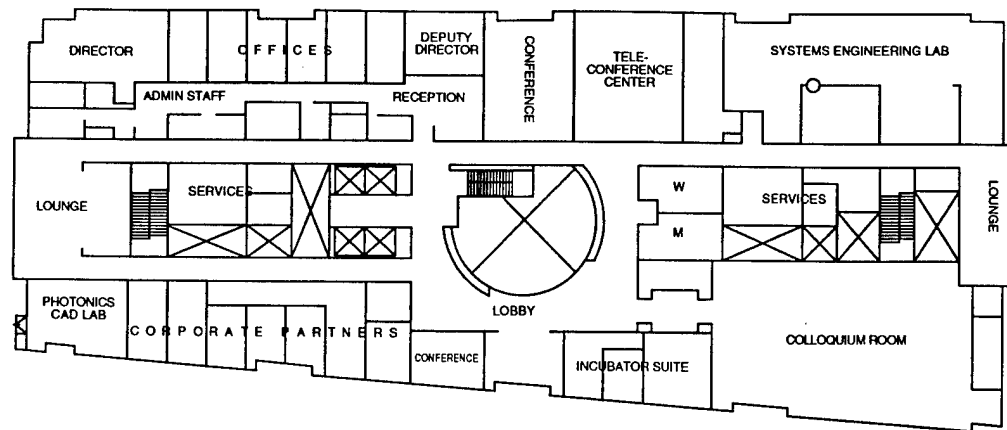 DIRECTOR
OFFICES
DEPUTY
DIRECTOR
CONFERENCE
TELE-
CONFERENCE
CENTER
SYSTEMS ENGINEERING LAB
ADMIN STAFF
RECEPTION
LOUNGE
SERVICES
W
M
SERVICES
LOUNGE
PHOTONICS
CAD LAB
CORPORATE PARTNERS
LOBBY
CONFERENCE
INCUBATOR SUITE
COLLOQUIUM ROOM